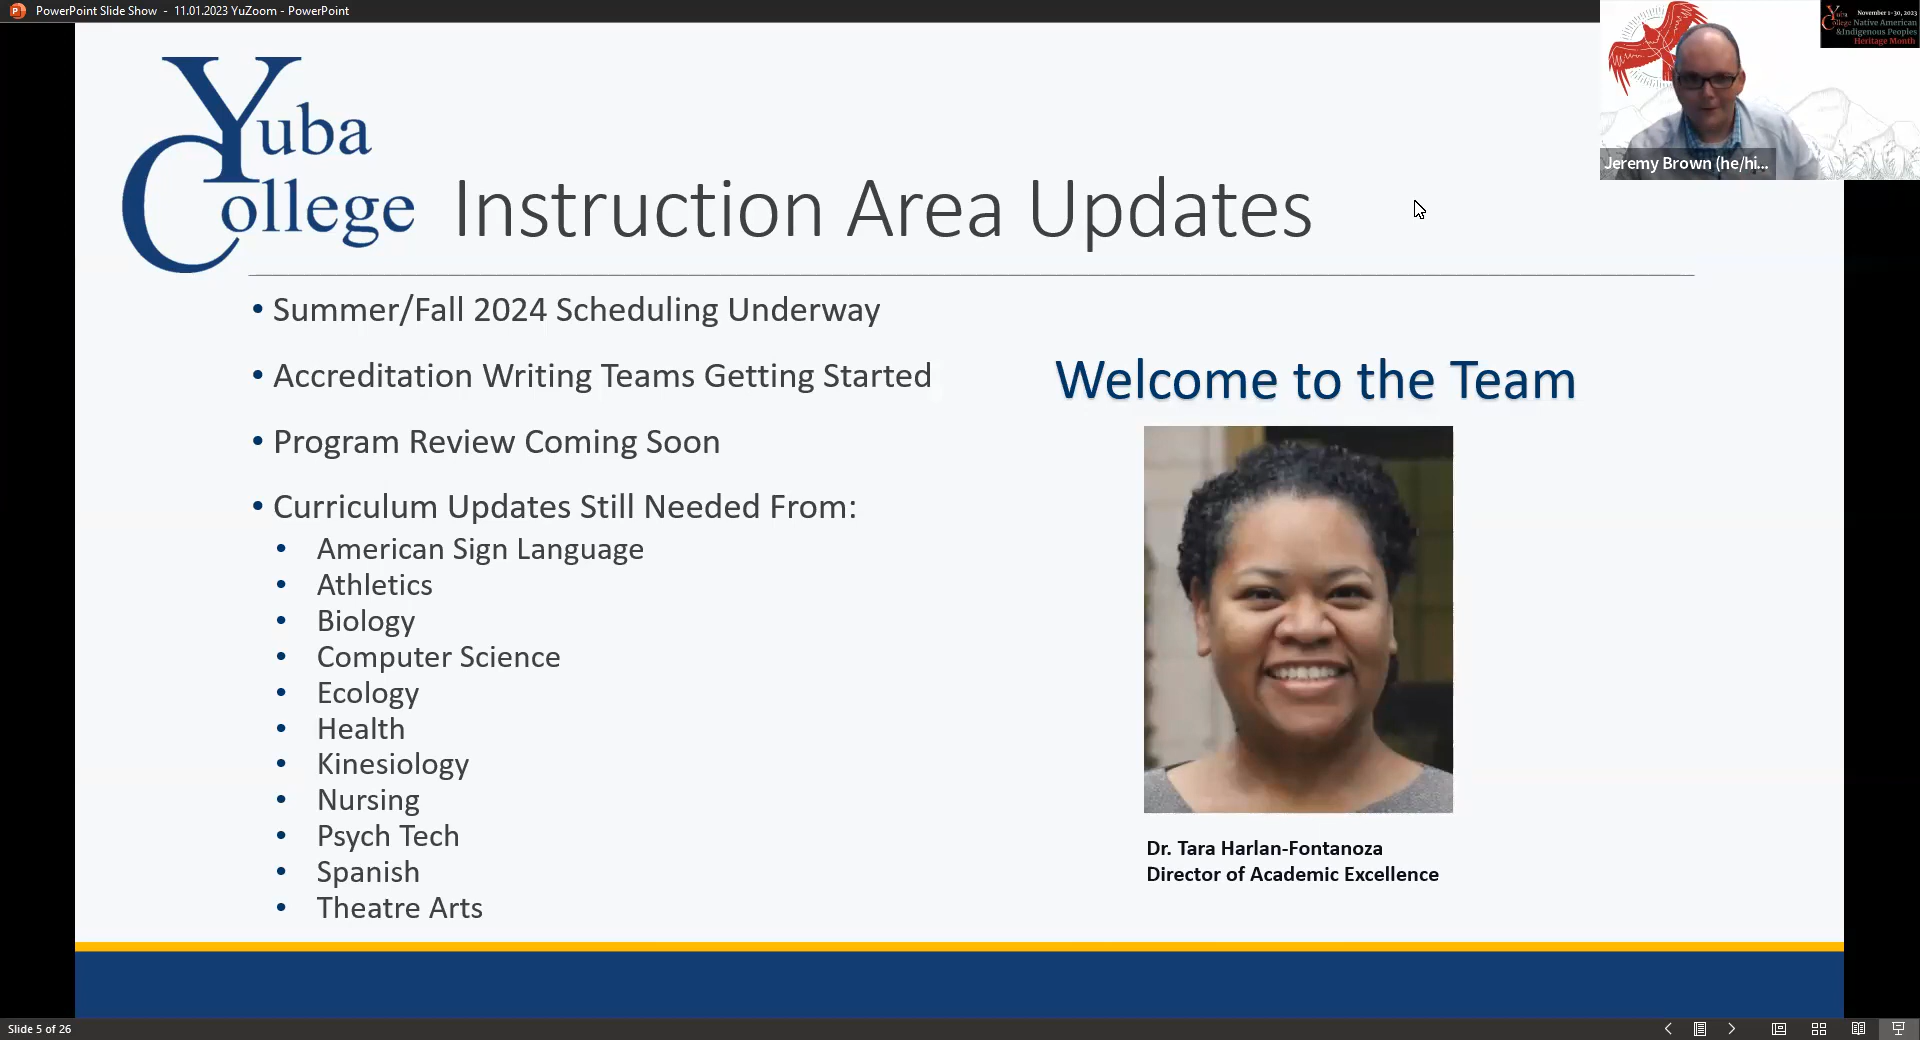 PowerPoint Slide Show - 11.01.2023 YuZoom - PowerPoint
November 1-30, 2023
Yuba
College Native American
&Indigenous Peoples
Heritage Month
Jeremy Brown (he/hi...
Yuba
College
Instruction Area Updates
• Summer/Fall 2024 Scheduling Underway
• Accreditation Writing Teams Getting Started
• Program Review Coming Soon
• Curriculum Updates Still Needed From:
• American Sign Language
• Athletics
• Biology
• Computer Science
• Ecology
• Health
• Kinesiology
• Nursing
• Psych Tech
• Spanish
• Theatre Arts
Welcome to the Team
Dr. Tara Harlan-Fontanoza
Director of Academic Excellence
Slide 5 of 26